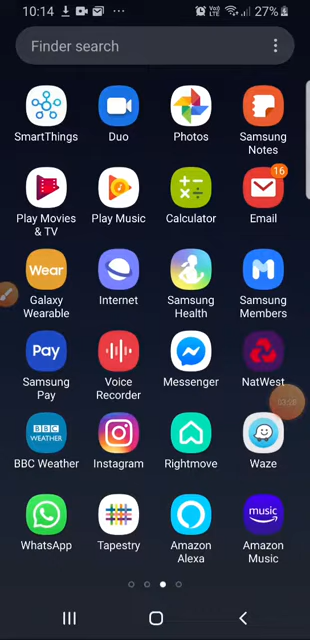 10:14 27%
Finder search
SmartThings Duo Photos Samsung Notes
Play Movies & TV Play Music Calculator 16 Email
Wear Galaxy Wearable Internet Samsung Health Samsung Members
Pay Samsung Pay Voice Recorder Messenger NatWest
BBC WEATHER BBC Weather Instagram Rightmove Waze
WhatsApp Tapestry Amazon Alexa music Amazon Music